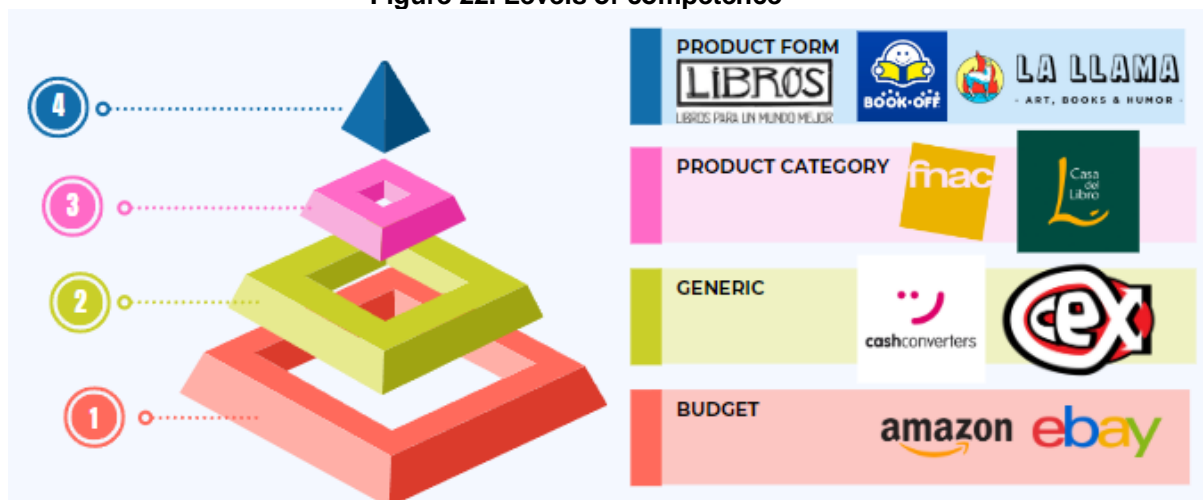 Figure 22. Levels of competence
4
PRODUCT FORM
LIBROS
LIBROS PARA UN MUNDO MEJOR
BOOK·OFF
LA LLAMA
- ART, BOOKS & HUMOR -
3
PRODUCT CATEGORY
fnac
Casa
del
Libro
2
GENERIC
cashconverters
cex
1
BUDGET
amazon
ebay